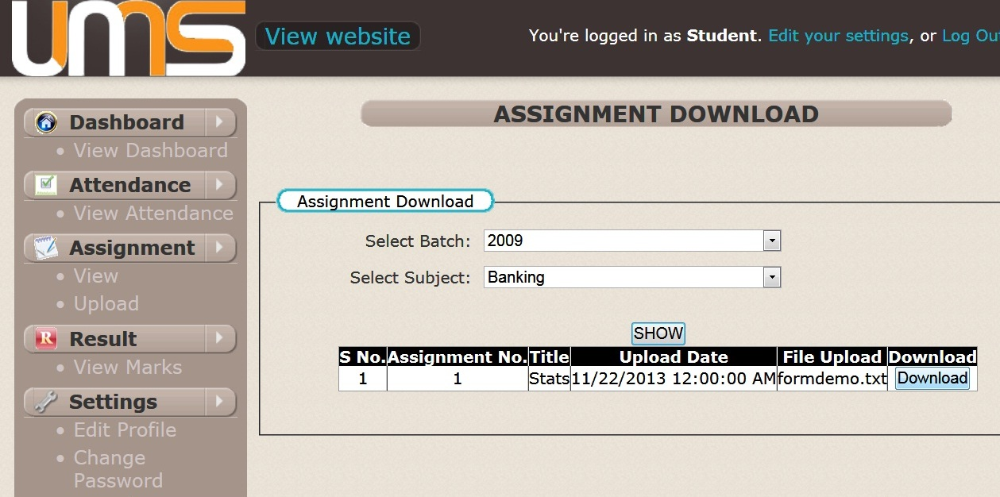 UMS
View website
You're logged in as Student. Edit your settings, or Log Ou
Dashboard
View Dashboard
Attendance
View Attendance
Assignment
View
Upload
R Result
View Marks
Settings
Edit Profile
Change
Password
ASSIGNMENT DOWNLOAD
Assignment Download
Select Batch: 2009
Select Subject: Banking
SHOW
S No. Assignment No. Title Upload Date File Upload Download
1 1 Stats 11/22/2013 12:00:00 AM formdemo.txt Download